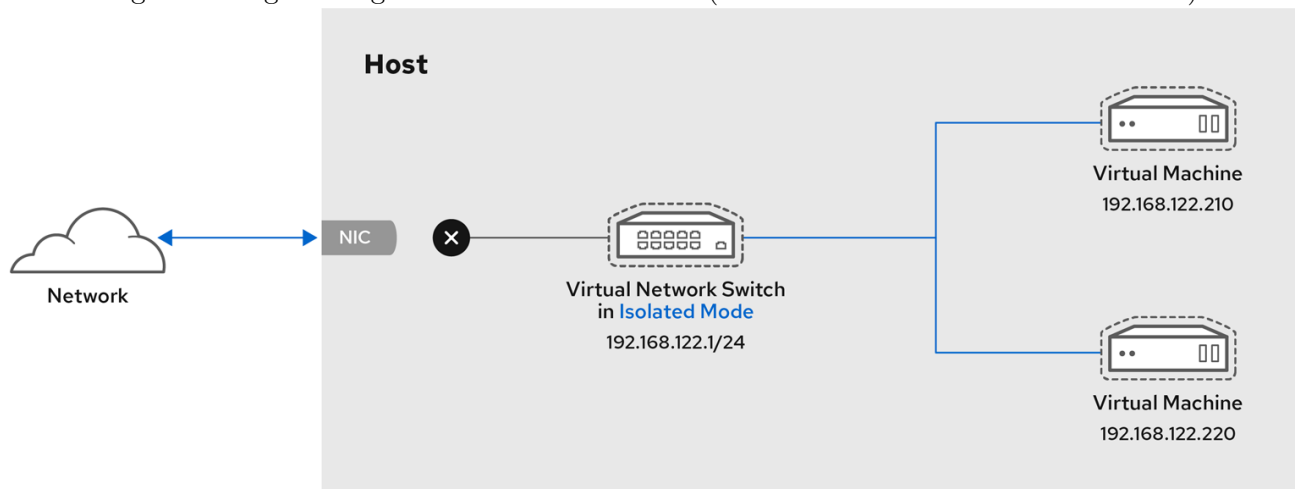 Host
NIC
Network
Virtual Network Switch
in Isolated Mode
192.168.122.1/24
Virtual Machine
192.168.122.210
Virtual Machine
192.168.122.220